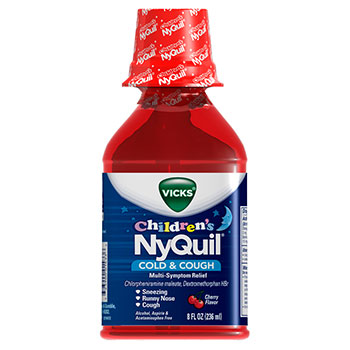 Children's
NyQuil
VICKS
Children's
NyQuil®
COLD & COUGH
Multi-Symptom Relief
Chlorpheniramine maleate, Dextromethorphan HBr
Sneezing
Runny Nose
Cough
Cherry
Flavor
Alcohol, Aspirin &
Acetaminophen Free
8 FL OZ (236 ml)